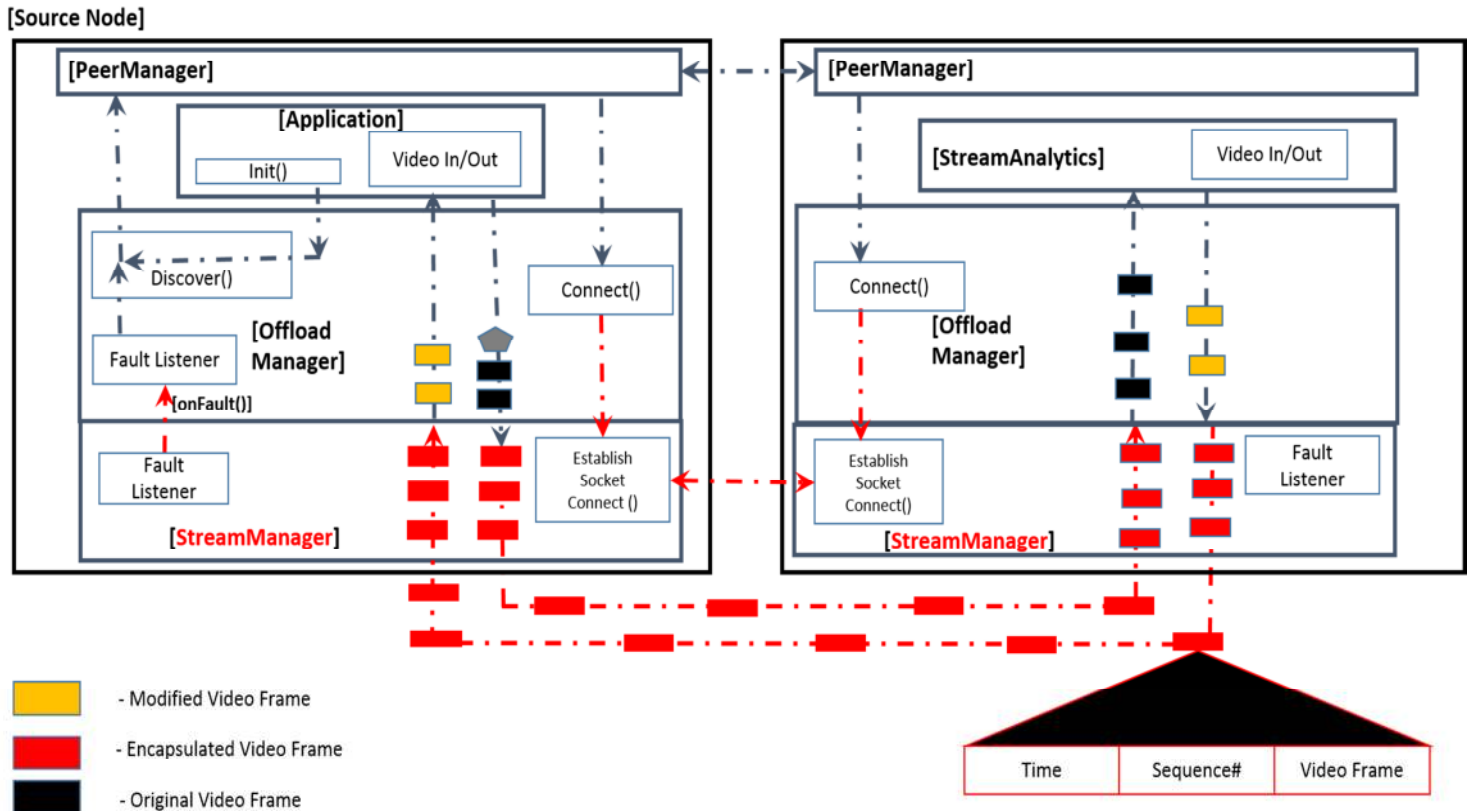 [Source Node]
[PeerManager]
[Application]
Init()
Video In/Out
Discover()
[Offload
Manager]
Fault Listener
[onFault()]
Connect()
Fault
Listener
Establish
Socket
Connect ()
[StreamManager]
[PeerManager]
[StreamAnalytics]
Video In/Out
Connect()
[Offload
Manager]
Establish
Socket
Connect()
Fault
Listener
[StreamManager]
- Modified Video Frame
- Encapsulated Video Frame
- Original Video Frame
Time
Sequence#
Video Frame